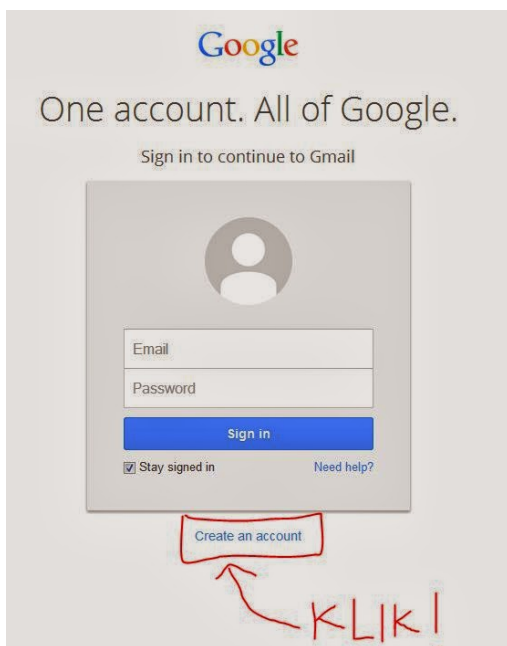 Google
One account. All of Google.
Sign in to continue to Gmail
Email
Password
Sign in
Stay signed in Need help?
Create an account
KLIK!